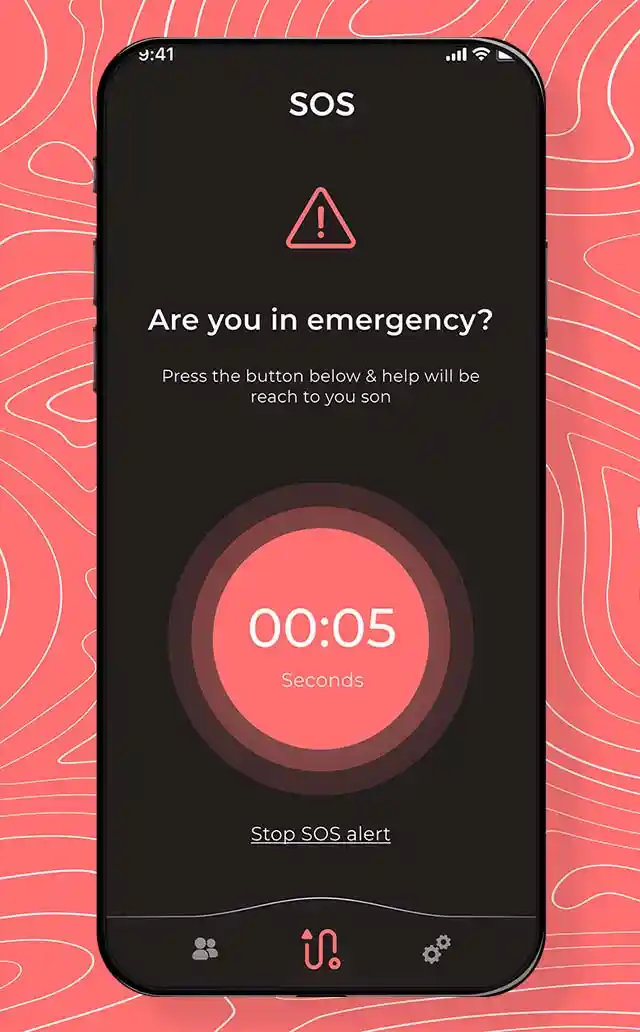 9:41
SOS
Are you in emergency?
Press the button below & help will be
reach to you son
00:05
Seconds
Stop SOS alert